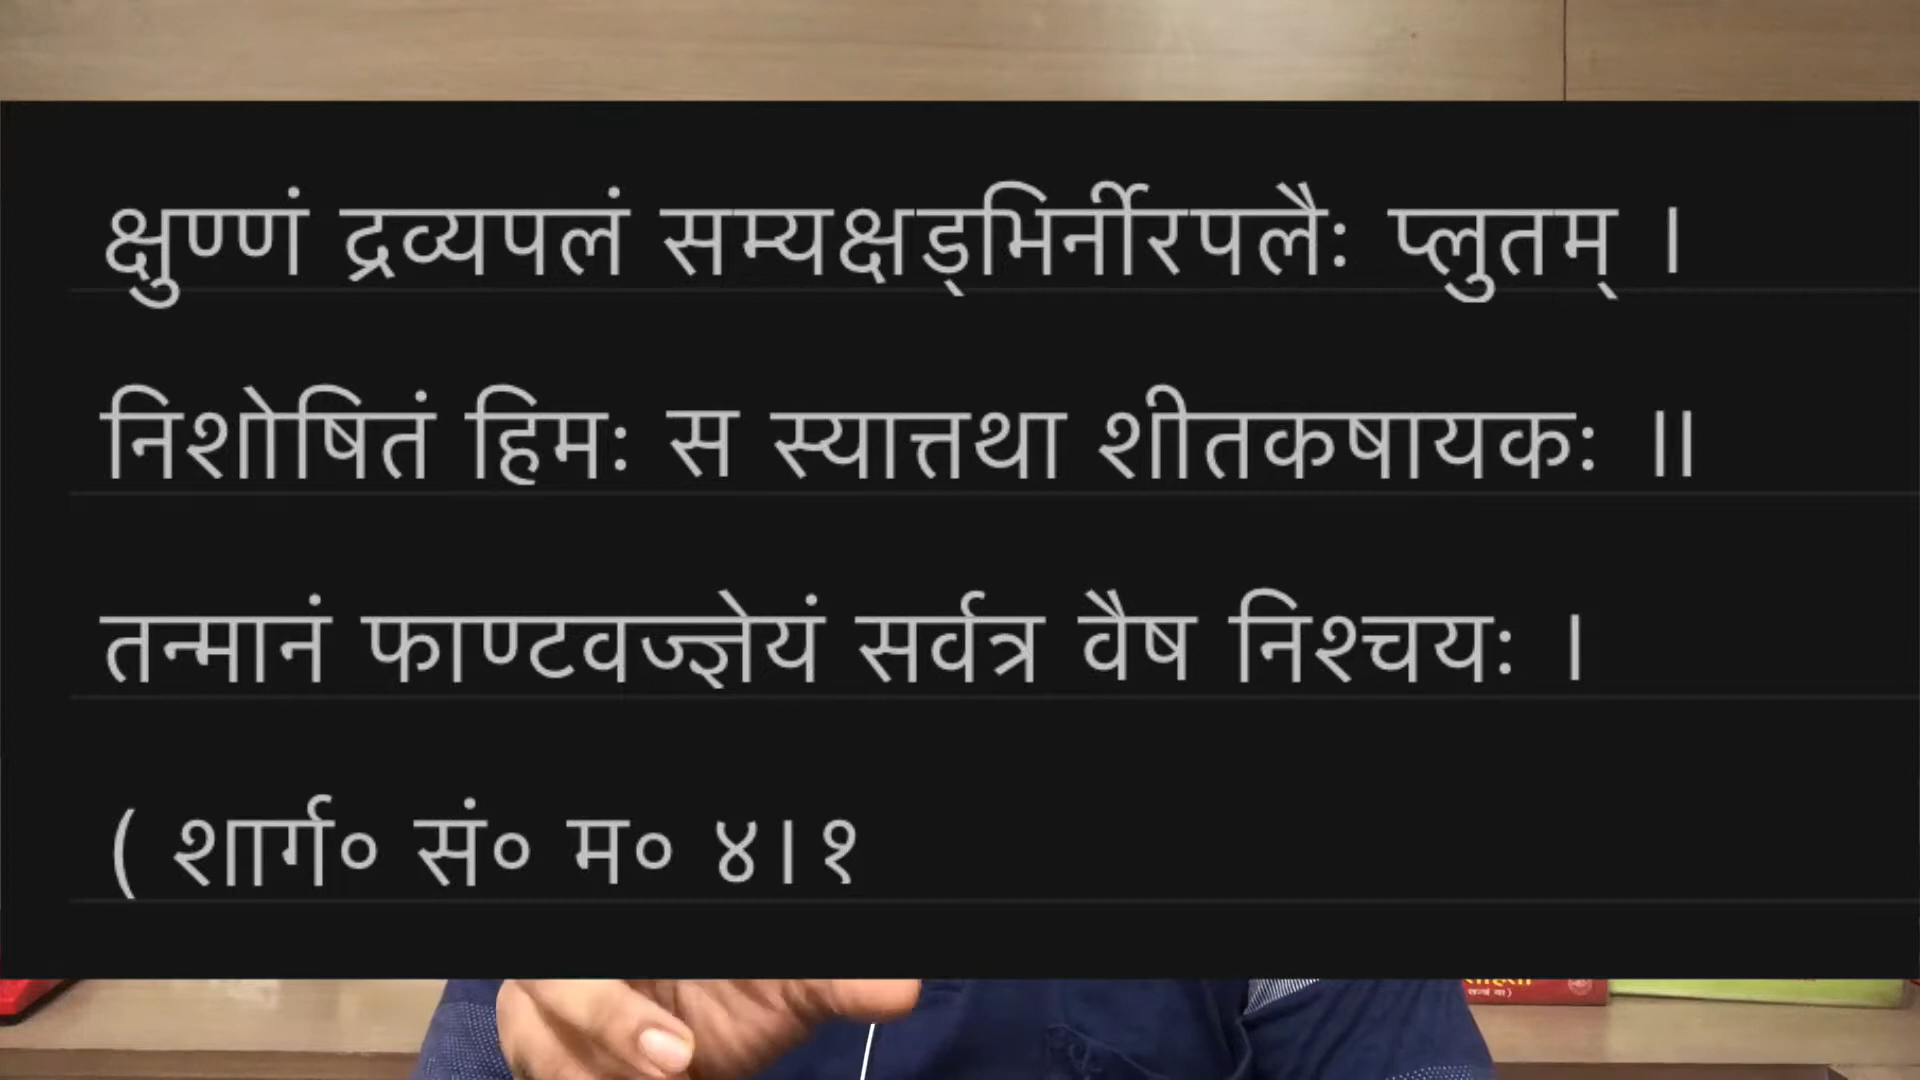 क्षुण्णं द्रव्यपलं सम्यक्षड्भिर्नीरपलैः प्लुतम् ।
निशोषितं हिमः स स्यात्तथा शीतकषायकः ॥
तन्मानं फाण्टवज्ज्ञेयं सर्वत्र वैष निश्चयः ।
( शार्ग० सं० म० ४।१